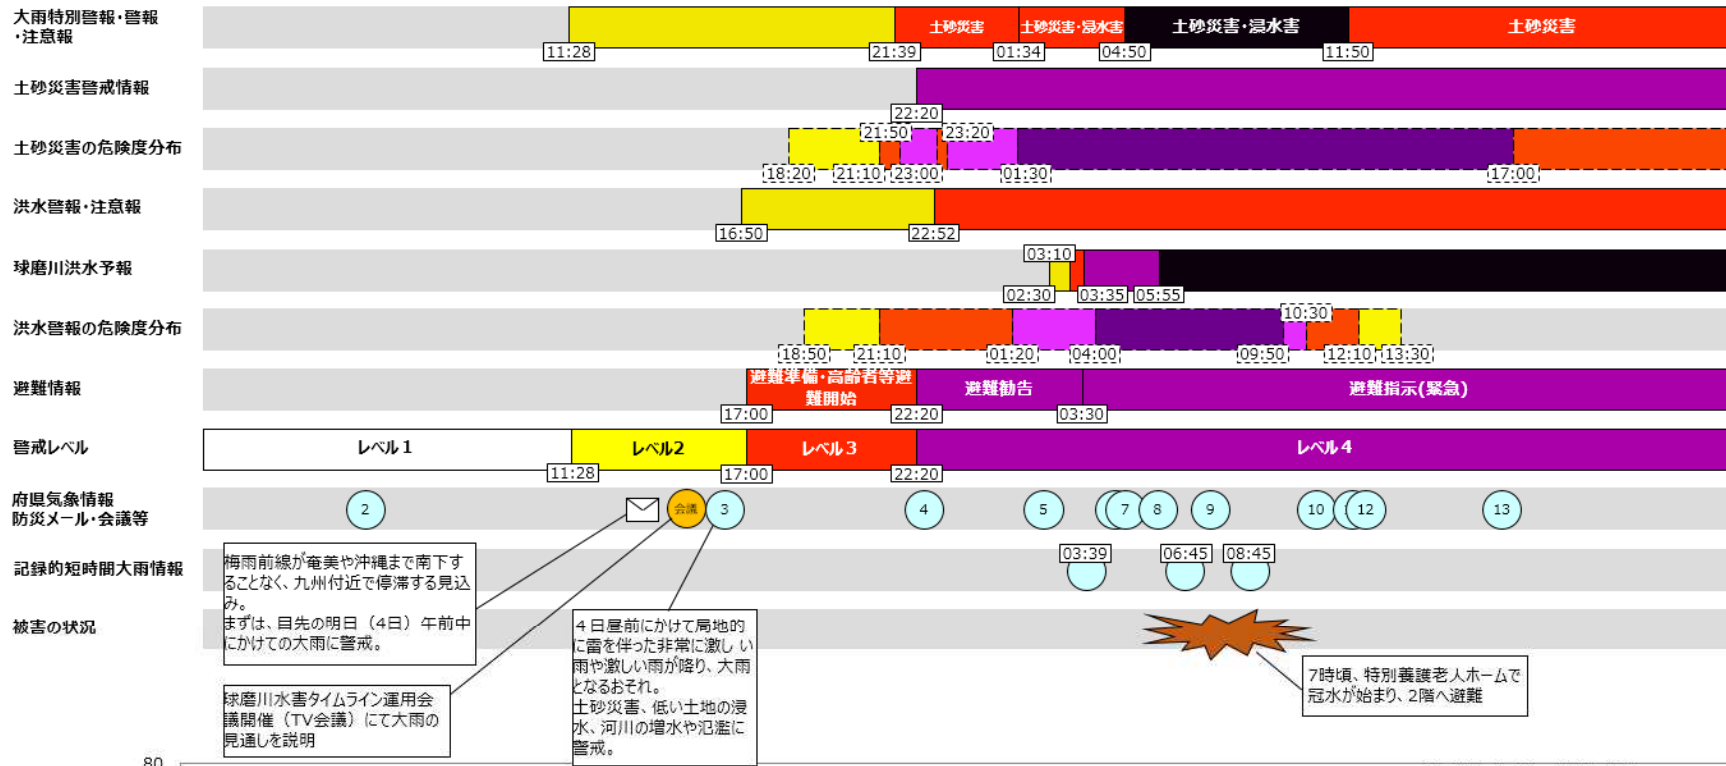 大雨特別警報・警報
・注意報
土砂災害
土砂災害・浸水害
土砂災害・浸水害
土砂災害
11:28
21:39
01:34
04:50
11:50
土砂災害警戒情報
22:20
土砂災害の危険度分布
21:50
23:20
18:20
21:10
23:00
01:30
17:00
洪水警報・注意報
16:50
22:52
球磨川洪水予報
03:10
02:30
03:35
05:55
洪水警報の危険度分布
10:30
18:50
21:10
01:20
04:00
09:50
12:10
13:30
避難情報
避難準備・高齢者等避
難開始
避難勧告
避難指示(緊急)
17:00
22:20
03:30
警戒レベル
レベル1
レベル2
レベル3
レベル4
11:28
17:00
22:20
府県気象情報
防災メール・会議等
2
会議
3
4
5
7
8
9
10
12
13
記録的短時間大雨情報
03:39
06:45
08:45
被害の状況
梅雨前線が奄美や沖縄まで南下す
ることなく、九州付近で停滞する見込
み。
まずは、目先の明日（4日）午前中
にかけての大雨に警戒。
球磨川水害タイムライン運用会
議開催（TV会議）にて大雨の
見通しを説明
４日昼前にかけて局地的
に雷を伴った非常に激しい
雨や激しい雨が降り、大雨
となるおそれ。
土砂災害、低い土地の浸
水、河川の増水や氾濫に
警戒。
7時頃、特別養護老人ホームで
冠水が始まり、2階へ避難
80